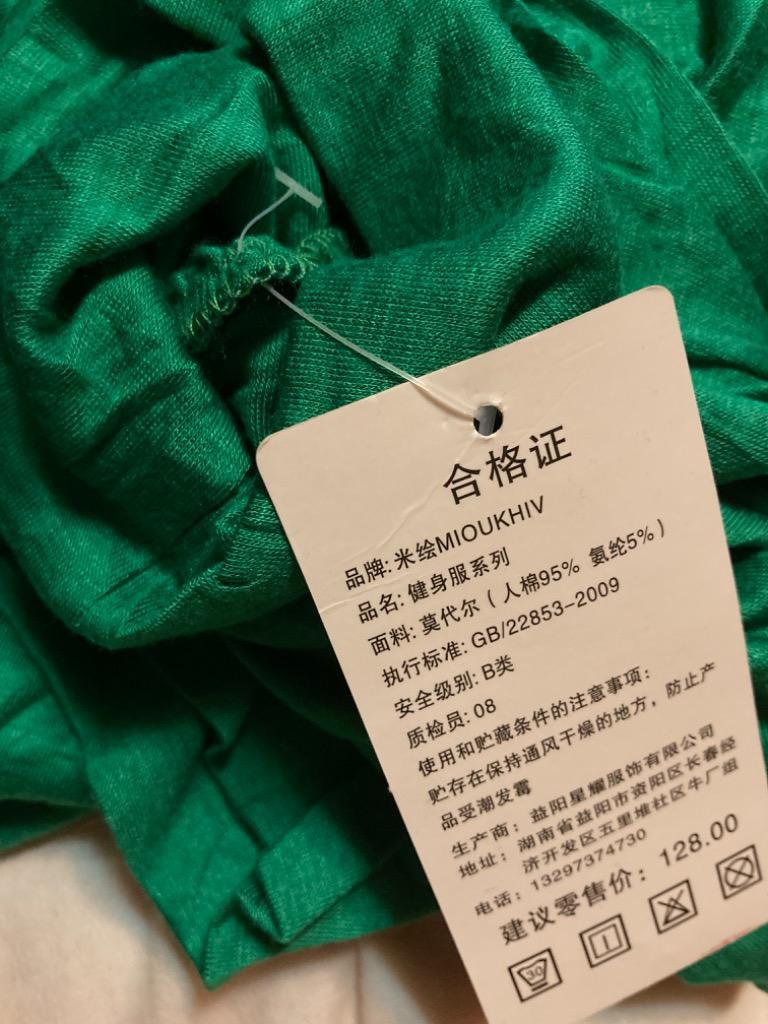 合格证
品牌: 米绘MIOUKHIV
品名: 健身服系列
面料: 莫代尔（人棉95% 氨纶5%）
执行标准: GB/22853-2009
安全级别: B类
质检员: 08
使用和贮藏条件的注意事项:
贮存在保持通风干燥的地方，防止产
品受潮发霉
生产商：益阳星耀服饰有限公司
地址：湖南省益阳市资阳区长春经
济开发区五里堆社区牛厂组
电话：13297374730
建议零售价：128.00
30